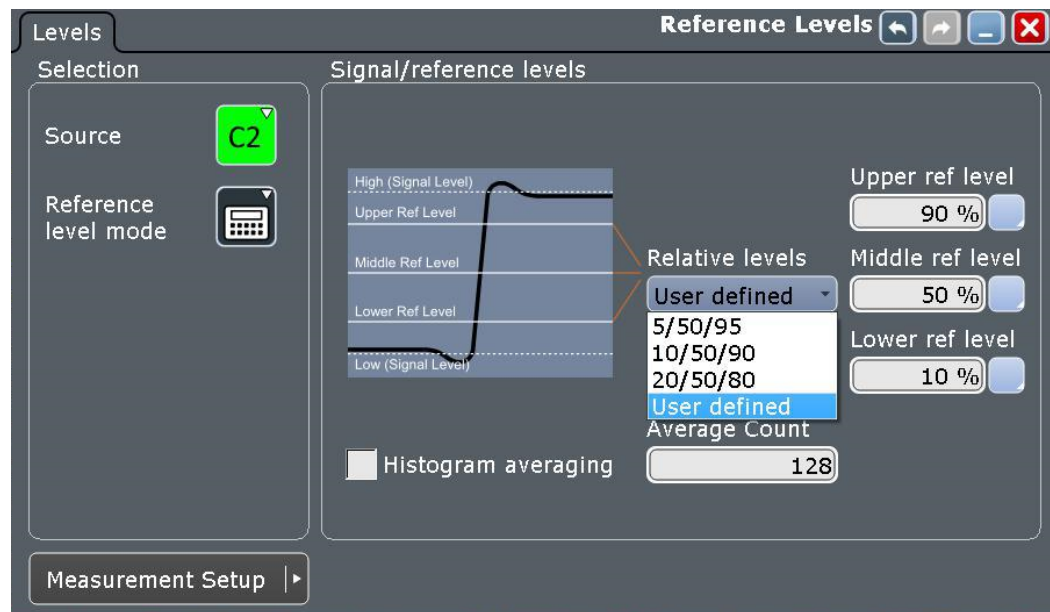 Levels
Reference Levels
Selection
Source
C2
Reference
level mode
Signal/reference levels
High (Signal Level)
Upper Ref Level
Middle Ref Level
Lower Ref Level
Low (Signal Level)
Relative levels
User defined
5/50/95
10/50/90
20/50/80
User defined
Upper ref level
90 %
Middle ref level
50 %
Lower ref level
10 %
Histogram averaging
Average Count
128
Measurement Setup